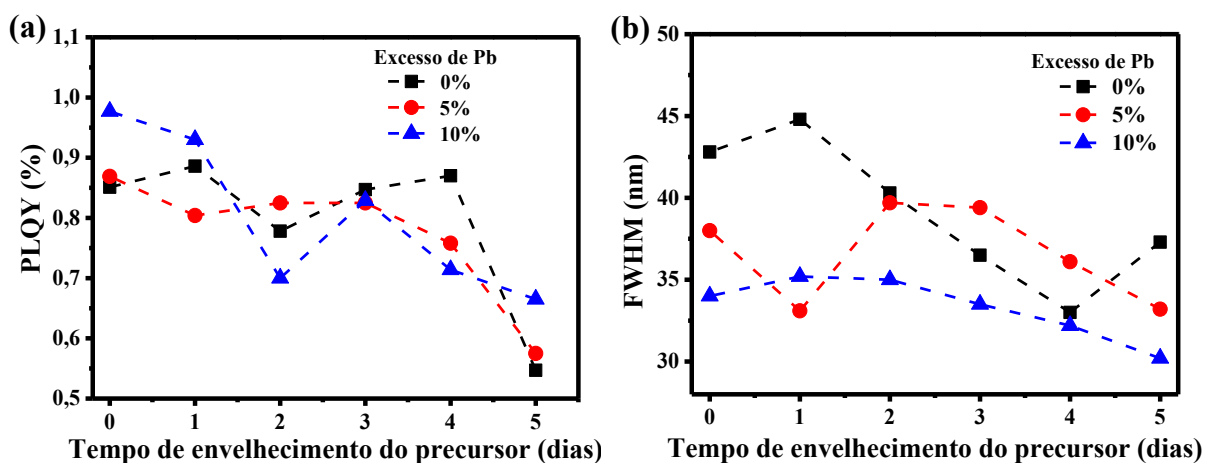 (a)
1,1
1,0
0,9
0,8
0,7
0,6
0,5
PLQY (%)
Excesso de Pb
0%
5%
10%
0 1 2 3 4 5
Tempo de envelhecimento do precursor (dias)
(b)
50
45
40
35
30
FWHM (nm)
Excesso de Pb
0%
5%
10%
0 1 2 3 4 5
Tempo de envelhecimento do precursor (dias)